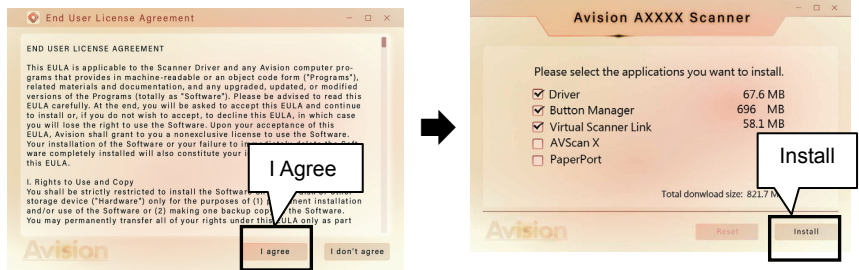 End User License Agreement
END USER LICENSE AGREEMENT
This EULA is applicable to the Scanner Driver and any Avision computer pro-
grams that provides in machine-readable or an object code form ("Programs"),
related materials and documentation, and any upgraded, updated, or modified
versions of the Programs (totally as "Software"). Please be advised to read this
EULA carefully. At the end, you will be asked to accept this EULA and continue
to install or, if you do not wish to accept, to decline this EULA, in which case
you will lose the right to use the Software. Upon your acceptance of this
EULA, Avision shall grant to you a nonexclusive license to use the Software.
Your installation of the Software or your failure to
ware completely installed will also constitute your
this EULA.
I. Rights to Use and Copy
You shall be strictly restricted to install the Software
storage device ("Hardware") only for the purposes of (1) installation
and/or use of the Software or (2) making one backup the Software.
You may permanently transfer all of your rights under this EULA only as part
I Agree
Avision
I agree
I don't agree
Avision AXXXX Scanner
Please select the applications you want to install.
Driver 67.6 MB
Button Manager 696 MB
Virtual Scanner Link 58.1 MB
AVScan X
PaperPort
Install
Total donwload size: 821.7 M
Avision
Reset
Install